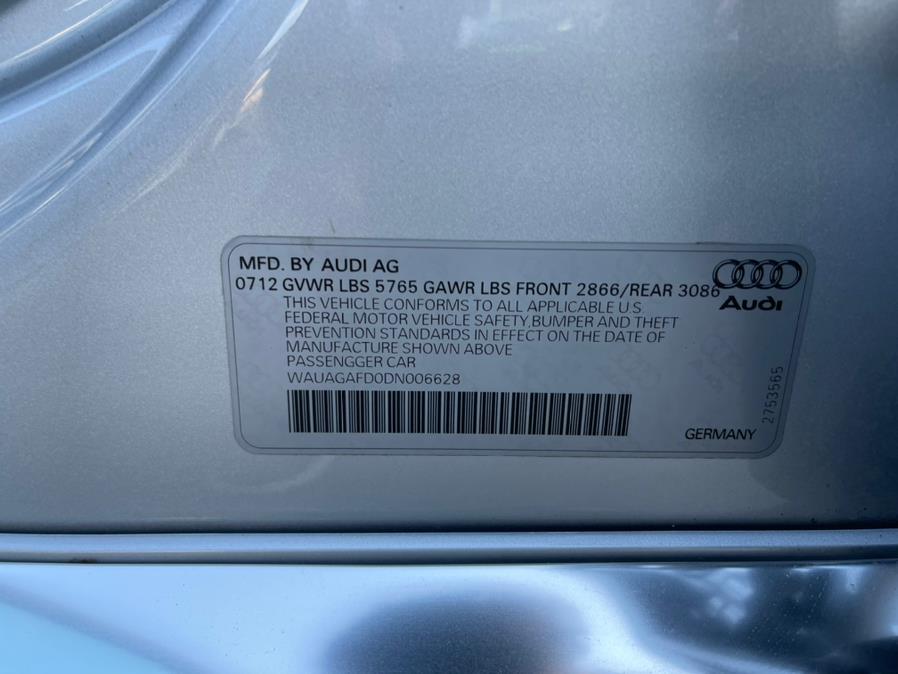 MFD. BY AUDI AG
0712 GVWR LBS 5765 GAWR LBS FRONT 2866/REAR 3086
THIS VEHICLE CONFORMS TO ALL APPLICABLE U.S
FEDERAL MOTOR VEHICLE SAFETY,BUMPER AND THEFT
PREVENTION STANDARDS IN EFFECT ON THE DATE OF
MANUFACTURE SHOWN ABOVE
PASSENGGER CAR
WAUAGAFD0DN006628
Audi
2753565
GERMANY